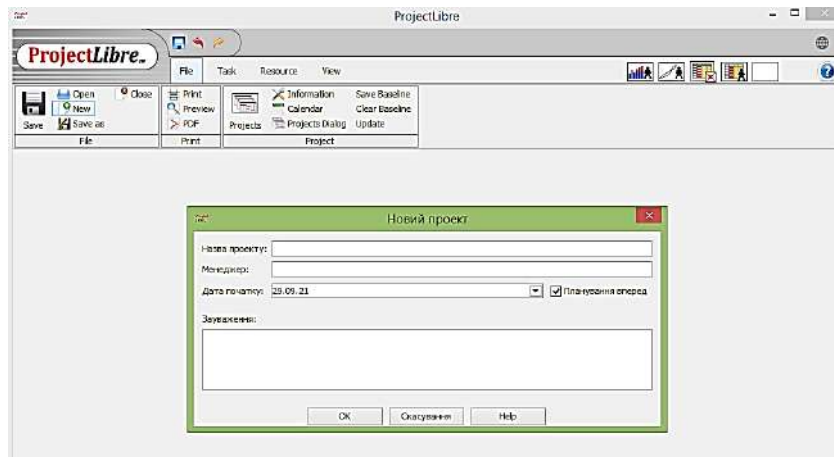 ProjectLibre
ProjectLibre
File Task Resource View
Save
Open
New
Save as
Close
File
Print
Preview
PDF
Print
Projects
Information
Calendar
Projects Dialog
Save Baseline
Clear Baseline
Update
Project
Новий проект
Назва проекту:
Менеджер:
Дата початку: 29.09.21 Планування вперед
Зауваження:
OK Скасування Help